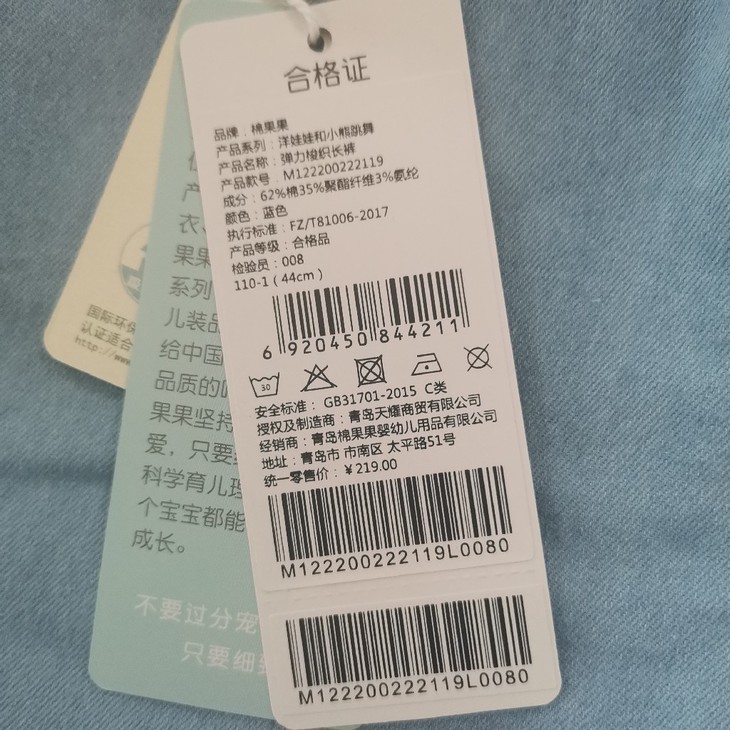 合格证
品牌：棉果果
产品系列：洋娃娃和小熊跳舞
产品名称：弹力梭织长裤
产品款号：M122200222119
成分：62%棉35%聚酯纤维3%氨纶
颜色：蓝色
执行标准：FZ/T81006-2017
产品等级：合格品
检验员：008
110-1（44cm）
6 920450 844211
30
安全标准：GB31701-2015 C类
授权及制造商：青岛天耀商贸有限公司
经销商：青岛棉果果婴幼儿用品有限公司
地址：青岛市 市南区 太平路51号
统一零售价：￥219.00
M122200222119L0080
M122200222119L0080
产
衣
果果
系列
儿装品
给中国
品质的
果果坚持
爱，只要
科学育儿理
个宝宝都能
成长。
不要过分宠
只要细
国际环保
认证适合
http://www